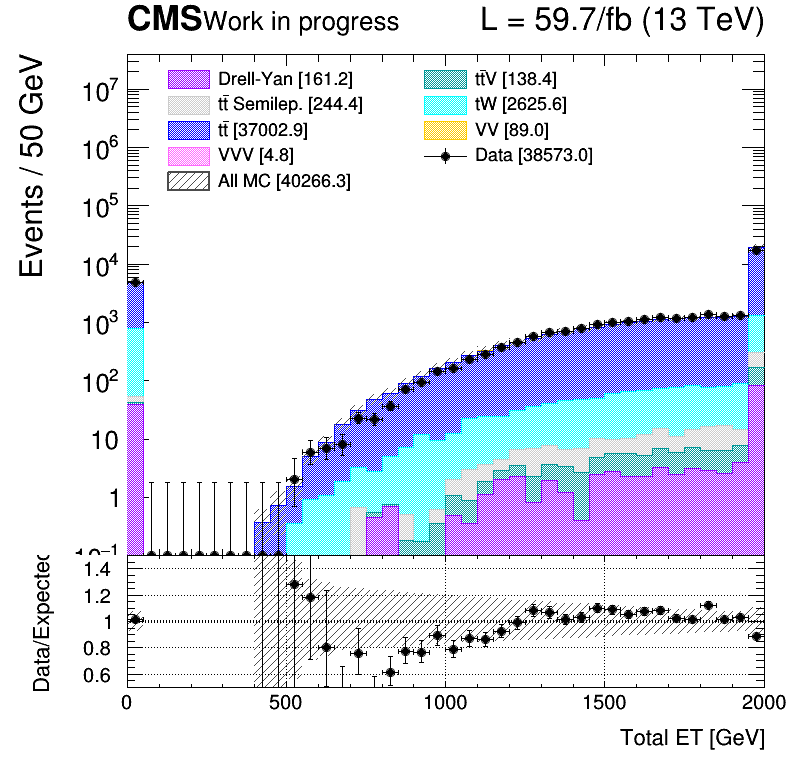 CMS Work in progress L = 59.7/fb (13 TeV)
Events / 50 GeV
10⁷
10⁶
10⁵
10⁴
10³
10²
10
1
10⁻¹
Drell-Yan [161.2]
tt̄ Semilep. [244.4]
tt̄ [37002.9]
VVV [4.8]
All MC [40266.3]
tt̄V [138.4]
tW [2625.6]
VV [89.0]
Data [38573.0]
Data/Expected
1.4
1.2
1
0.8
0.6
0 500 1000 1500 2000
Total ET [GeV]